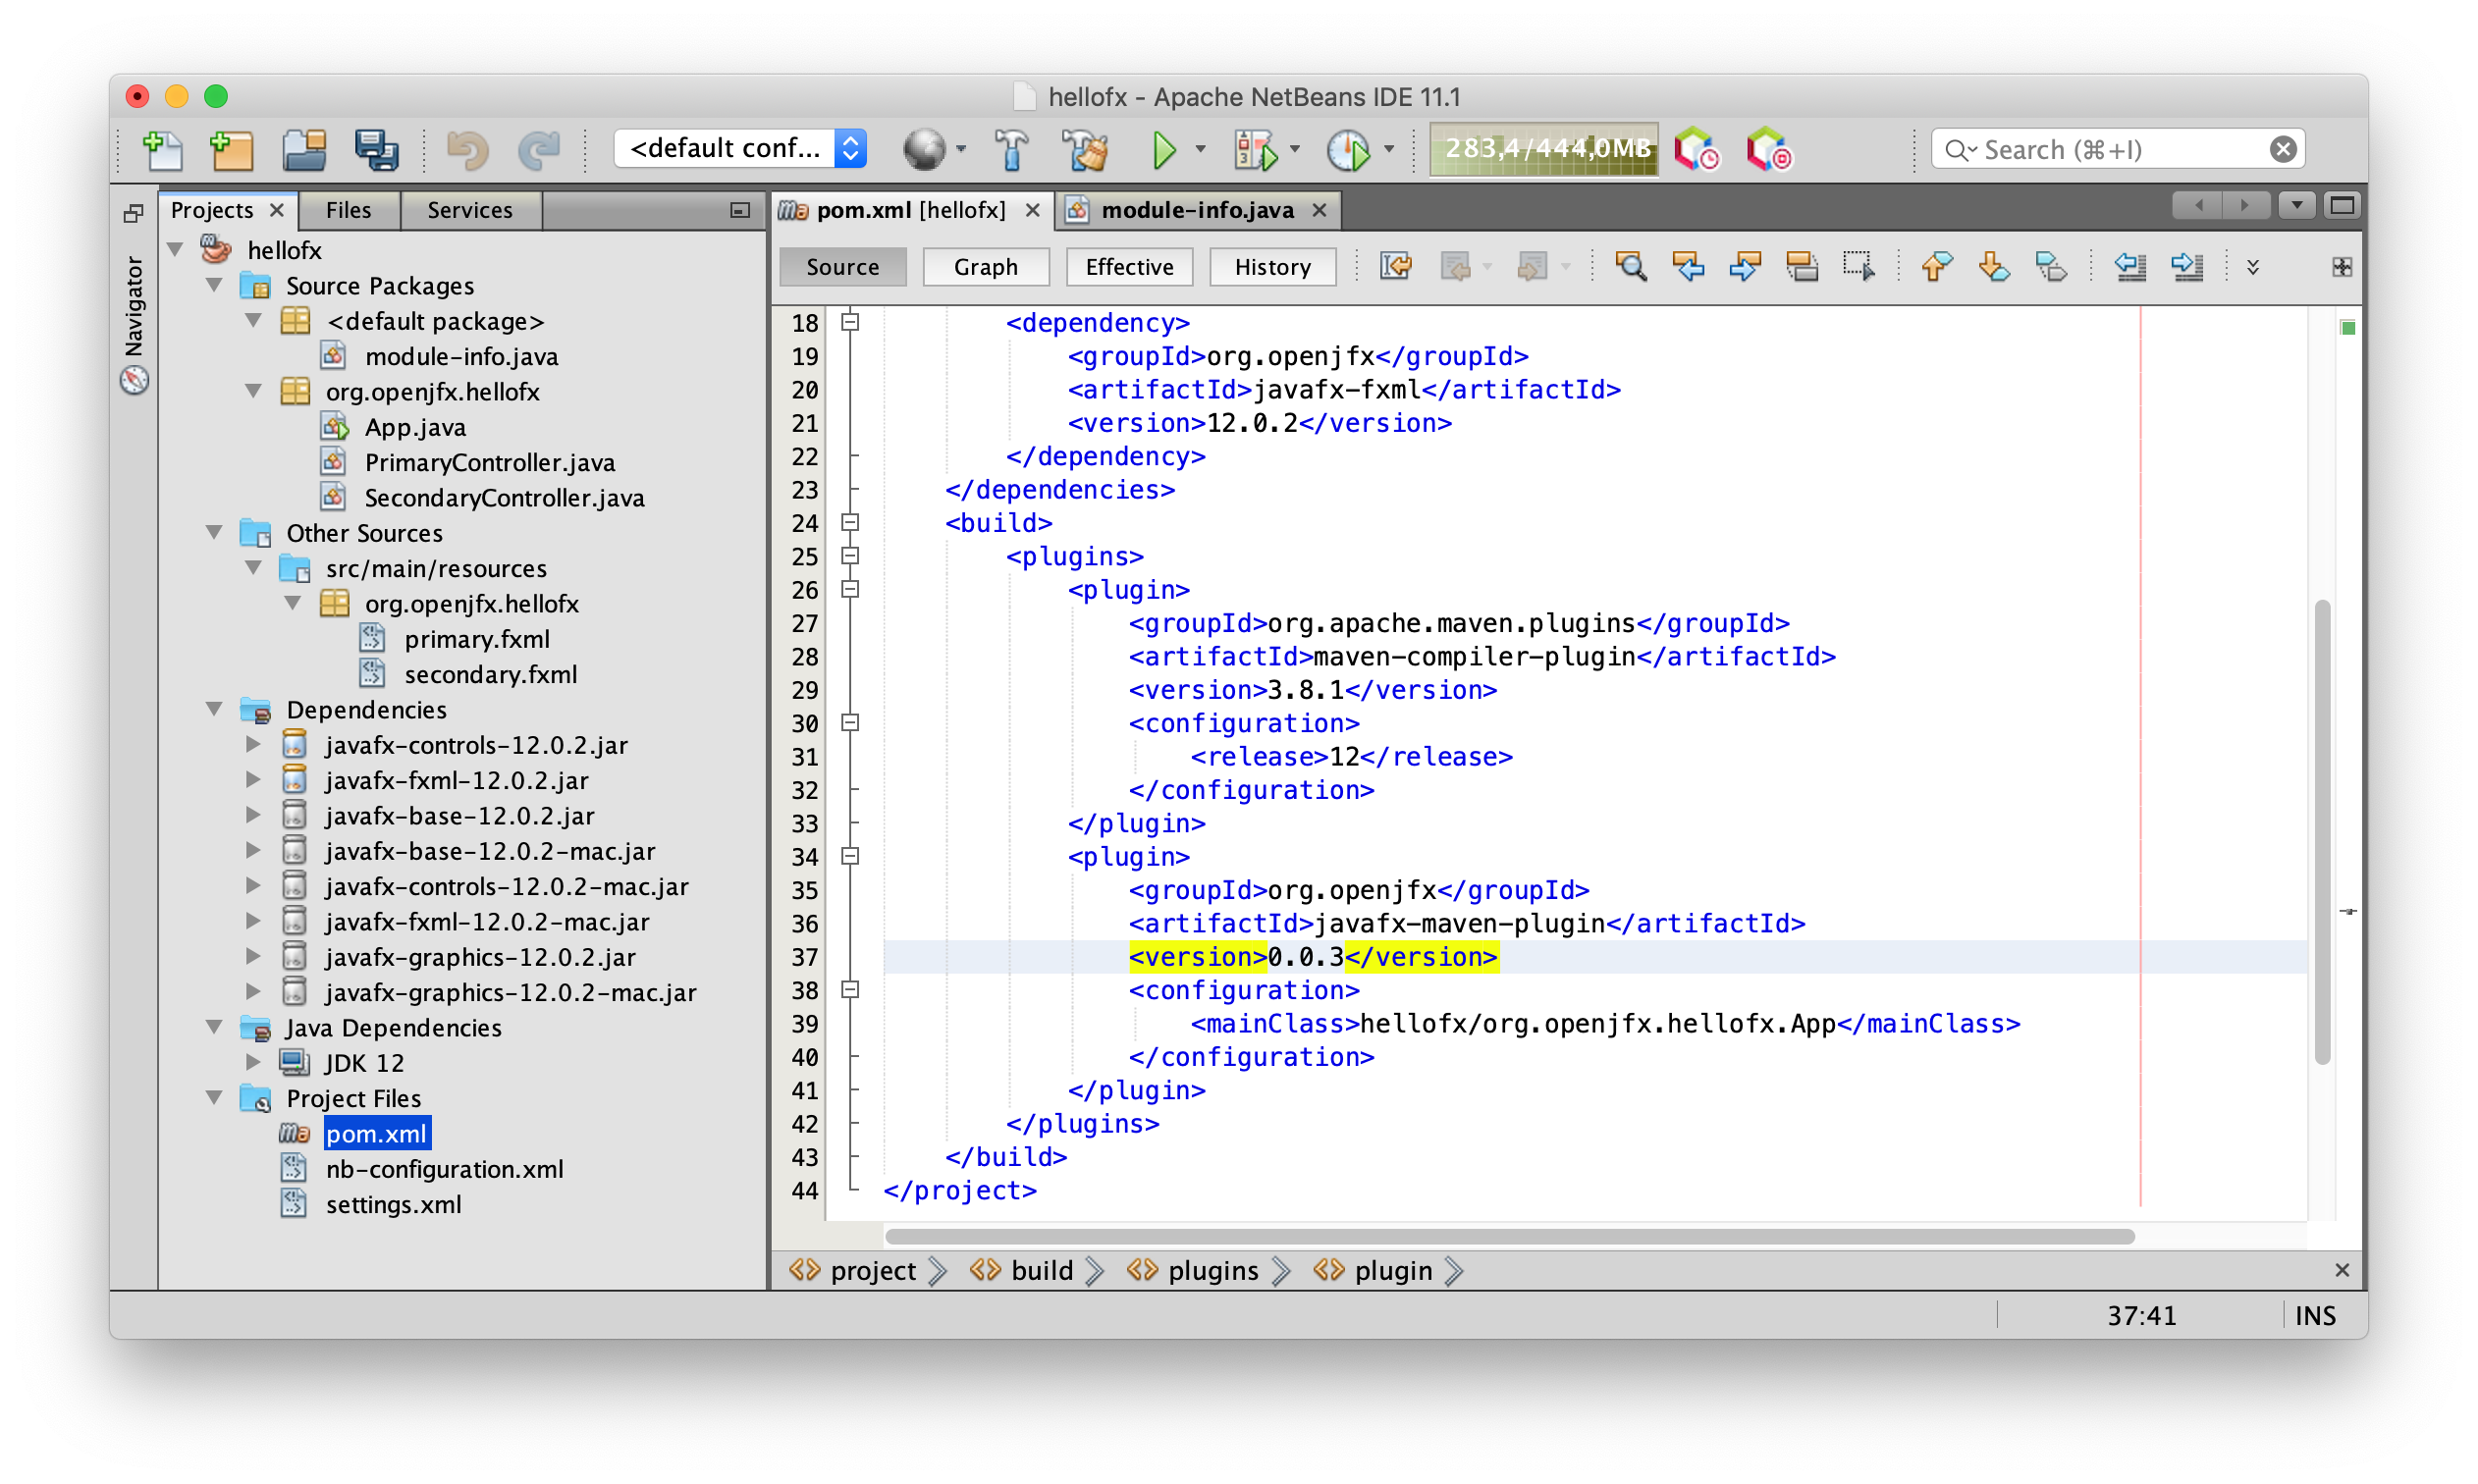 hellofx - Apache NetBeans IDE 11.1
<default conf...
283,4/444,0MB
Search (⌘+I)
Navigator
Projects
Files
Services
hellofx
Source Packages
<default package>
module-info.java
org.openjfx.hellofx
App.java
PrimaryController.java
SecondaryController.java
Other Sources
src/main/resources
org.openjfx.hellofx
primary.fxml
secondary.fxml
Dependencies
javafx-controls-12.0.2.jar
javafx-fxml-12.0.2.jar
javafx-base-12.0.2.jar
javafx-base-12.0.2-mac.jar
javafx-controls-12.0.2-mac.jar
javafx-fxml-12.0.2-mac.jar
javafx-graphics-12.0.2.jar
javafx-graphics-12.0.2-mac.jar
Java Dependencies
JDK 12
Project Files
pom.xml
nb-configuration.xml
settings.xml
pom.xml [hellofx]
module-info.java
Source Graph Effective History
18 <dependency>
19 <groupId>org.openjfx</groupId>
20 <artifactId>javafx-fxml</artifactId>
21 <version>12.0.2</version>
22 </dependency>
23 </dependencies>
24 <build>
25 <plugins>
26 <plugin>
27 <groupId>org.apache.maven.plugins</groupId>
28 <artifactId>maven-compiler-plugin</artifactId>
29 <version>3.8.1</version>
30 <configuration>
31 <release>12</release>
32 </configuration>
33 </plugin>
34 <plugin>
35 <groupId>org.openjfx</groupId>
36 <artifactId>javafx-maven-plugin</artifactId>
37 <version>0.0.3</version>
38 <configuration>
39 <mainClass>hellofx/org.openjfx.hellofx.App</mainClass>
40 </configuration>
41 </plugin>
42 </plugins>
43 </build>
44 </project>
project build plugins plugin
37:41 INS